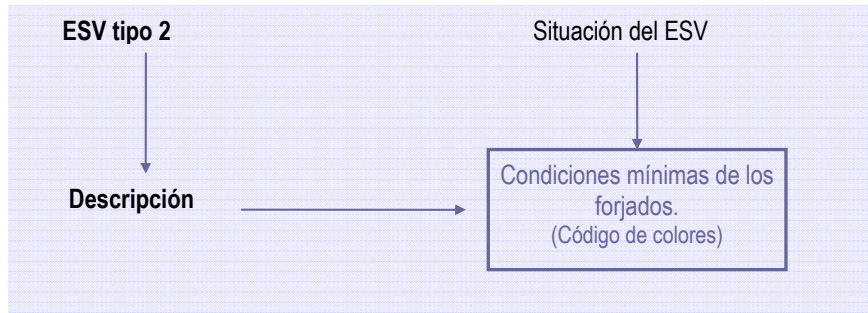 ESV tipo 2
Situación del ESV
Descripción
Condiciones mínimas de los
forjados.
(Código de colores)